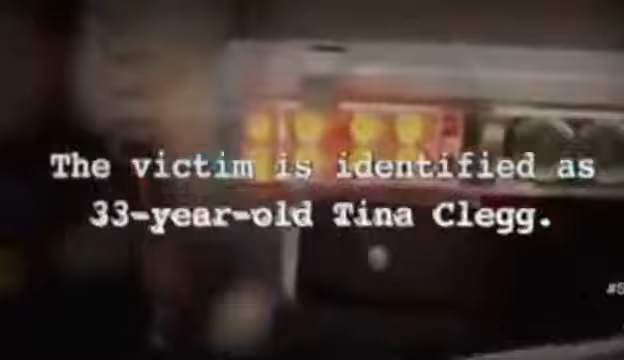 The victim is identified as
33-year-old Tina Clegg.
#S